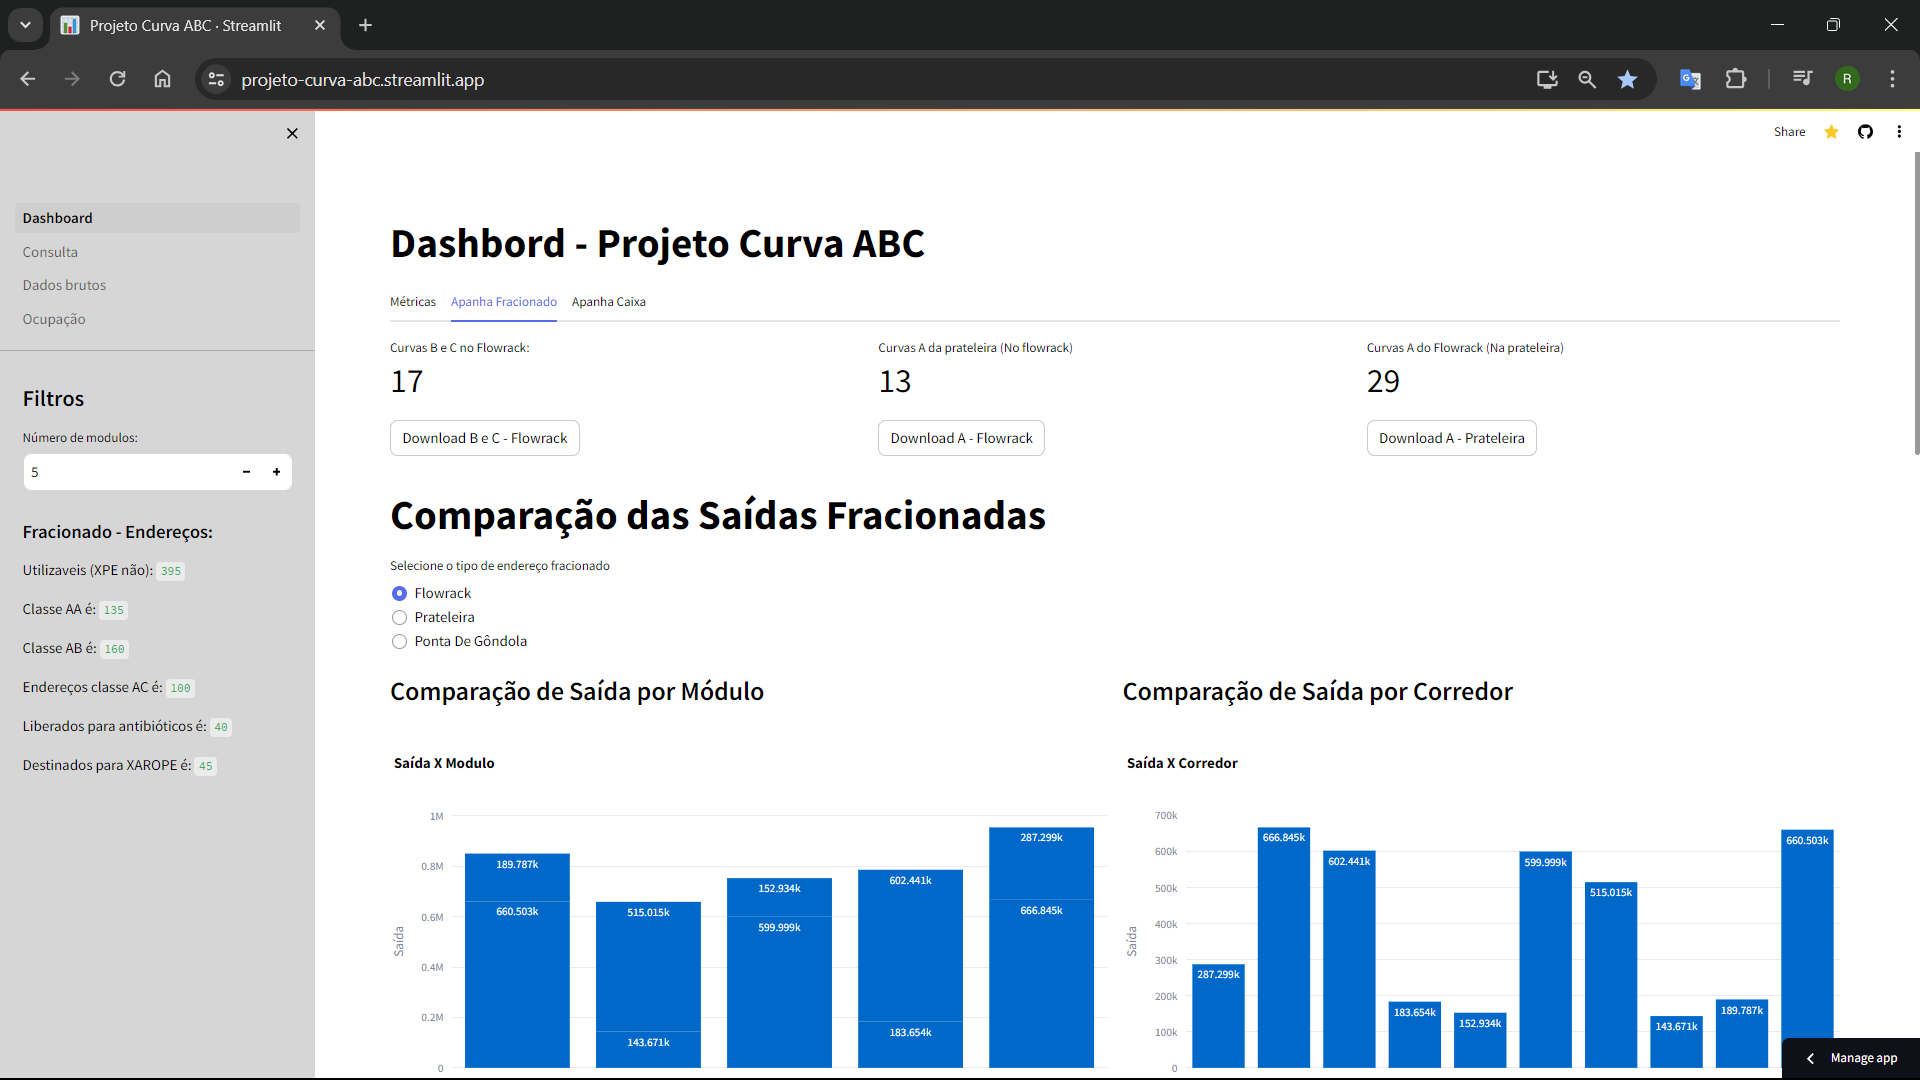 Projeto Curva ABC · Streamlit
projeto-curva-abc.streamlit.app
R
Share
Dashboard
Consulta
Dados brutos
Ocupação
Filtros
Número de modulos:
5
Fracionado - Endereços:
Utilizaveis (XPE não): 395
Classe AA é: 135
Classe AB é: 160
Endereços classe AC é: 100
Liberados para antibióticos é: 40
Destinados para XAROPE é: 45
Dashbord - Projeto Curva ABC
Métricas Apanha Fracionado Apanha Caixa
Curvas B e C no Flowrack:
17
Download B e C - Flowrack
Curvas A da prateleira (No flowrack)
13
Download A - Flowrack
Curvas A do Flowrack (Na prateleira)
29
Download A - Prateleira
Comparação das Saídas Fracionadas
Selecione o tipo de endereço fracionado
Flowrack
Prateleira
Ponta De Gôndola
Comparação de Saída por Módulo
Saída X Modulo
Saída
1M
0.8M
0.6M
0.4M
0.2M
0
189.787k
660.503k
515.015k
143.671k
152.934k
599.999k
602.441k
183.654k
287.299k
666.845k
Comparação de Saída por Corredor
Saída X Corredor
Saída
700k
600k
500k
400k
300k
200k
100k
0
287.299k
666.845k
602.441k
183.654k
152.934k
599.999k
515.015k
143.671k
189.787k
660.503k
Manage app